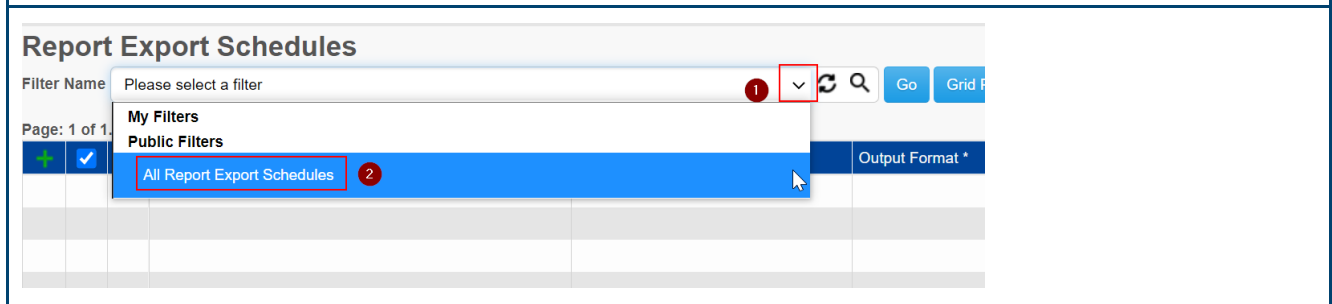 Report Export Schedules
Filter Name Please select a filter 1 Go Grid
My Filters
Page: 1 of 1.
Public Filters
Output Format *
All Report Export Schedules 2